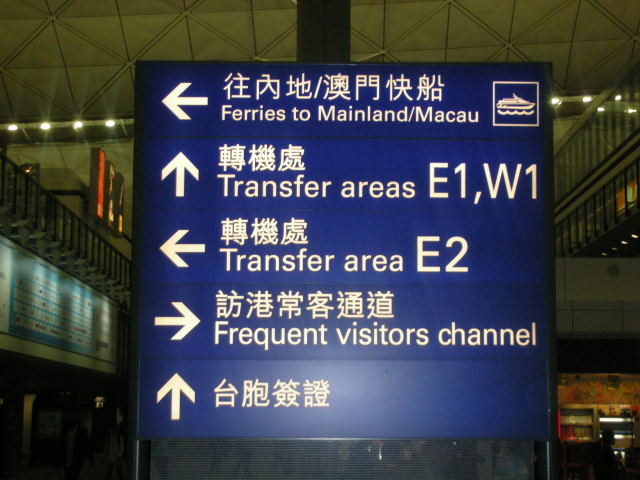 往內地/澳門快船
Ferries to Mainland/Macau
轉機處
Transfer areas E1,W1
轉機處
Transfer area E2
訪港常客通道
Frequent visitors channel
台胞簽證